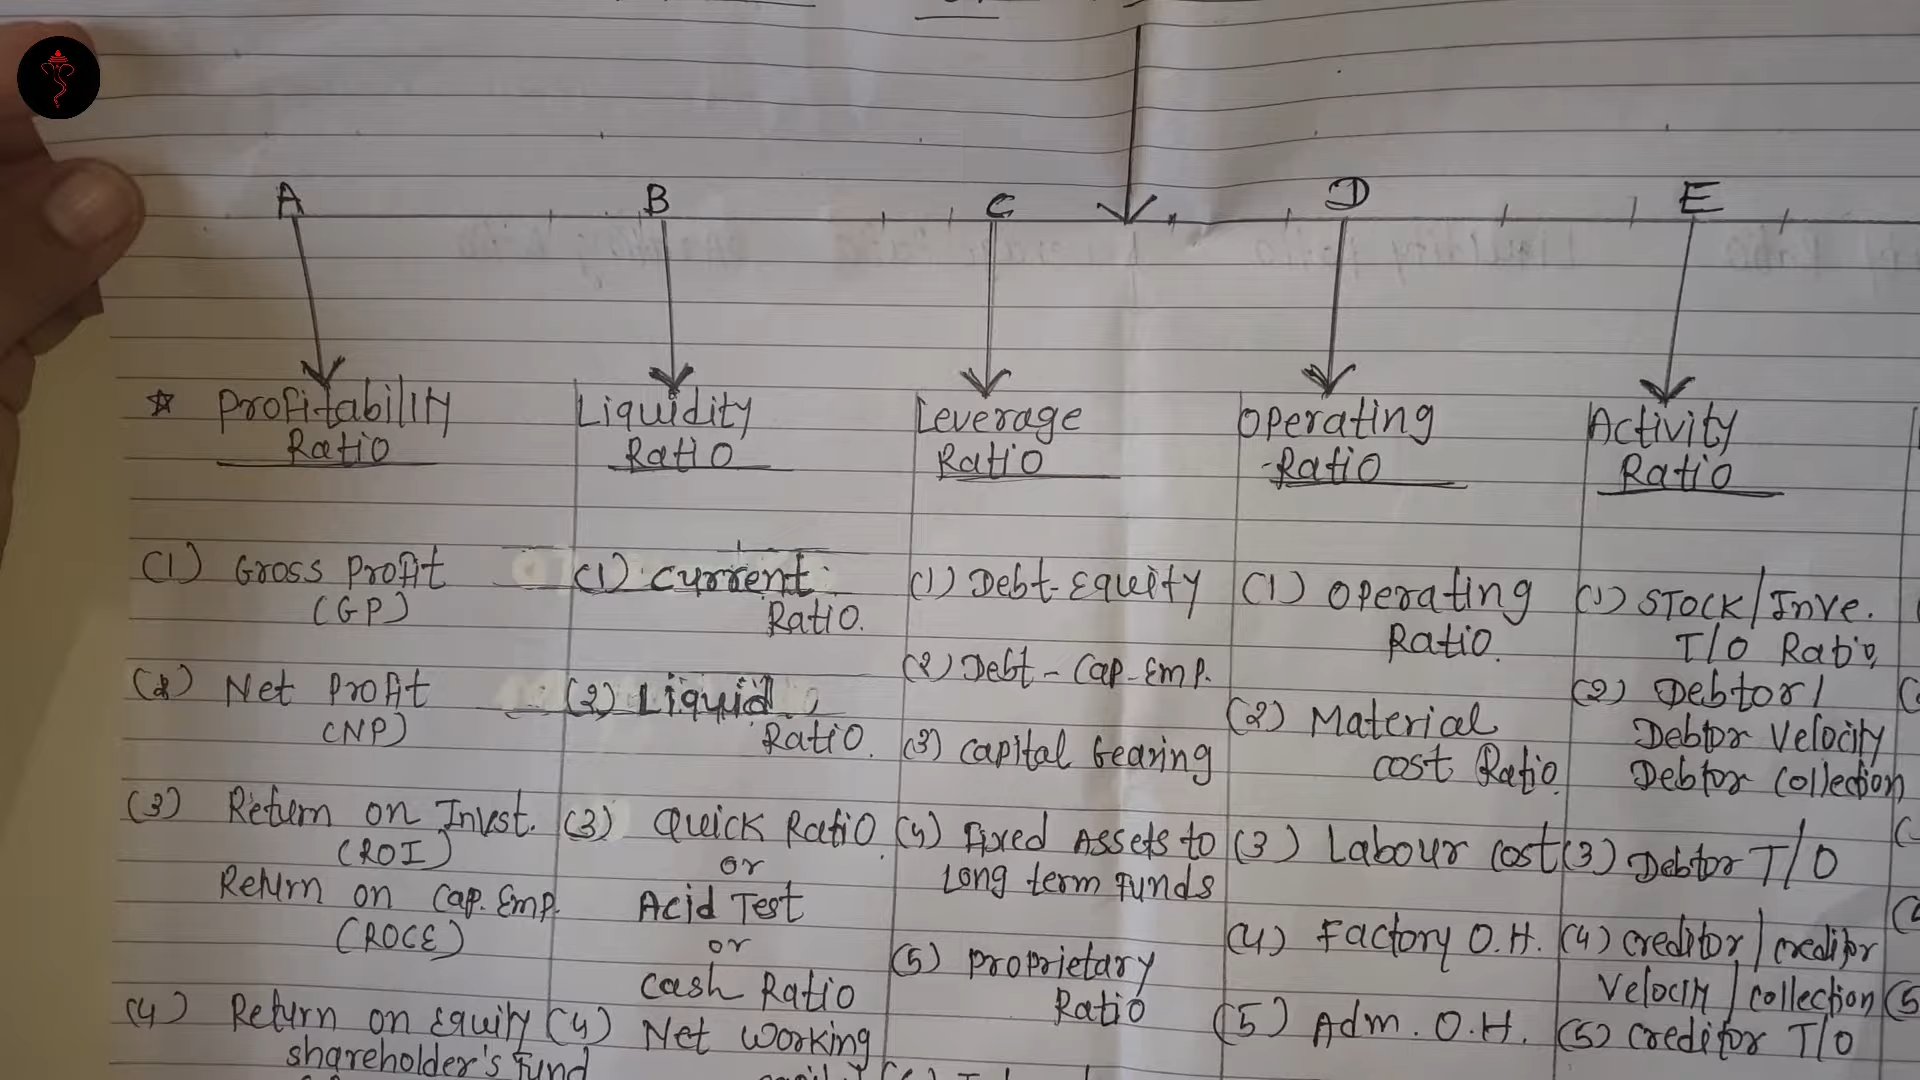 A
B
C
D
E
Profitability
Ratio
Liquidity
Ratio
Leverage
Ratio
Operating
Ratio
Activity
Ratio
(1) Gross Profit
(GP)
(2) Net Profit
(NP)
(3) Return on Invst.
(ROI)
Return on Cap. Emp.
(ROCE)
(4) Return on Equity
Shareholder's Fund
(1) Current
Ratio.
(2) Liquid
Ratio.
(3) Quick Ratio
or
Acid Test
or
Cash Ratio
(4) Net Working
(1) Debt-Equity
(2) Debt-Cap-Emp.
(3) Capital Gearing
(4) Fixed Assets to
Long term Funds
(5) Proprietary
Ratio
(1) Operating
Ratio.
(2) Material
Cost Ratio
(3) Labour Cost
(4) Factory O.H.
(5) Adm. O.H.
(1) Stock/Inve.
T/O Ratio,
(2) Debtor/
Debtor Velocity
Debtor Collection
(3) Debtor T/O
(4) Creditor/Creditor
Velocity/Collection
(5) Creditor T/O
(5